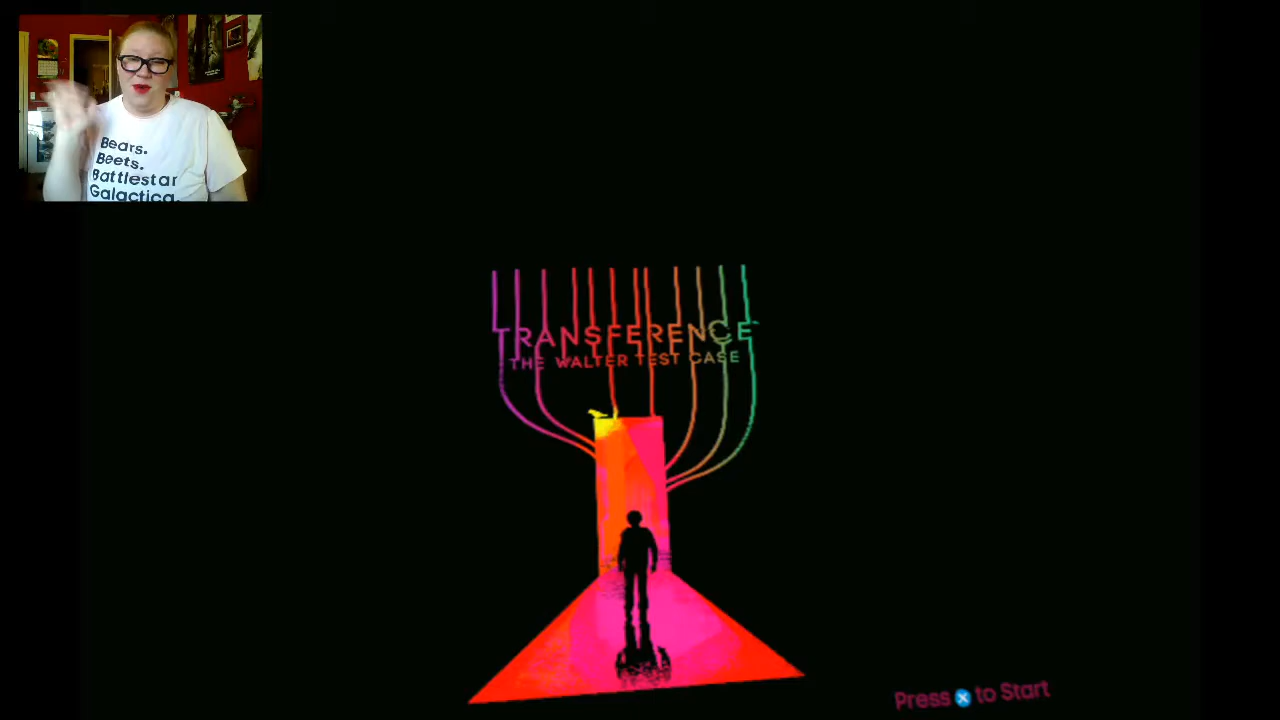 Bears.
Beets.
Battlestar
Galactica.
TRANSFERENCE
THE WALTER TEST CASE
Press to Start